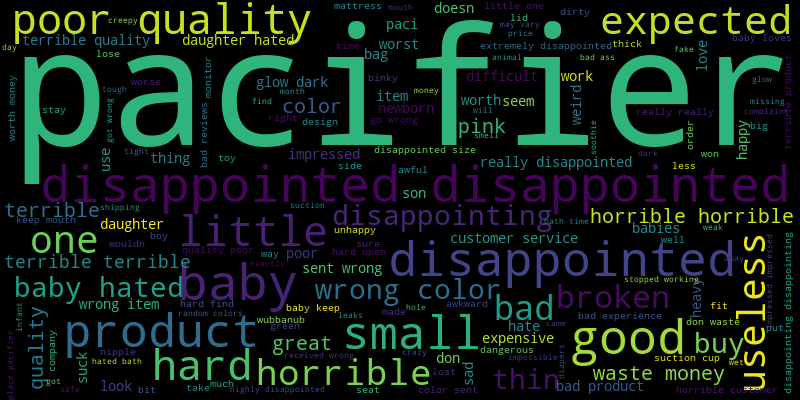 day
creepy
mattress
mouth
doesn
little one
dirty
poor quality
paci
lid
may vary
expected
terrible quality
daughter hated
time
worst
price
extremely disappointed
thick
fake
baby loves
lose
bag
animal
bad ass
love
pacifier
tough
worse
glow dark
binky
difficult
work
glow
month
item
money
weird
missing
worth money
stay
got wrong
bad reviews monitor
find
color
newborn
worth
seem
really really
complaint
terrible product
right
design
go wrong
will
pink
order
big
smell
soothie
happy
use
tight
thing
toy
impressed
disappointed size
really disappointed
won
dark
side
awful
less
disappointed disappointed
son
terrible
shipping
suction
disappointing
horrible horrible
keep mouth
daughter
little
unhappy
bath time
babies
weak
one
wouldn
boy
sure
customer service
well
quality poor
way
poor
hard open
terrible terrible
exactly
sent wrong
disappointed
away
useless
impressed impressed
disappointing disappointing
baby hated
baby
wrong color
stopped working
heavy
broken
wrong item
hard find
baby keep
hole
awkward
bad
fit
infant
random colors
leaks
made
bad experience
put
quality
product
wubbanub
green
small
hate
came
good
don waste
company
great
expensive
buy
place pacifier
nipple
received wrong
crazy
don
dangerous
impossible
suction cup
suck
hated bath
hard
horrible
lost
sad
diapers
wet
thin
waste money
got
look
bit
take
much
highly disappointed
seat
color sent
bad product
horrible customer
safe